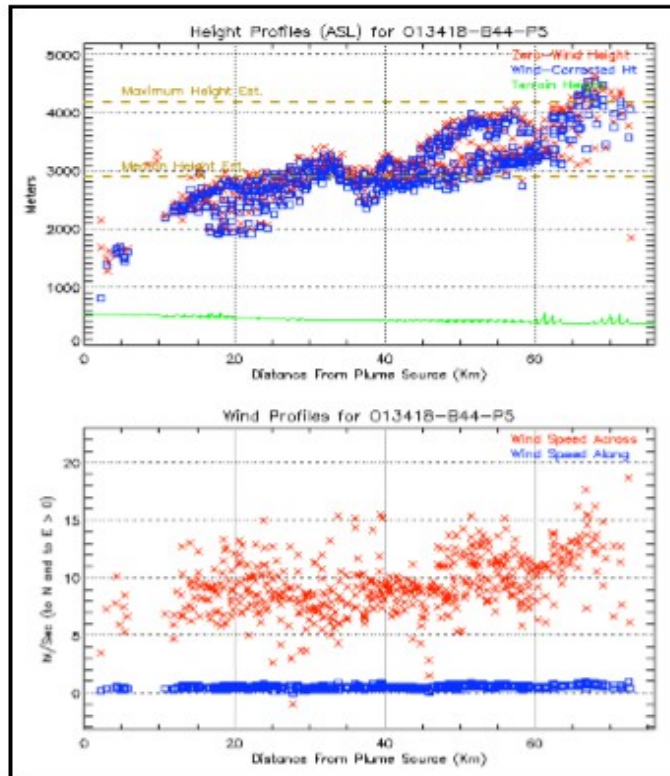 Height Profiles (ASL) for O13418-B44-P5
Zero-Wind Height
Wind-Corrected Ht
Terrain Height
Maximum Height Est.
Median Height Est.
5000
4000
3000
2000
1000
0
Meters
0 20 40 60
Distance From Plume Source (Km)
Wind Profiles for O13418-B44-P5
Wind Speed Across
Wind Speed Along
20
15
10
5
0
M/Sec (to N and to E > 0)
0 20 40 60
Distance From Plume Source (Km)